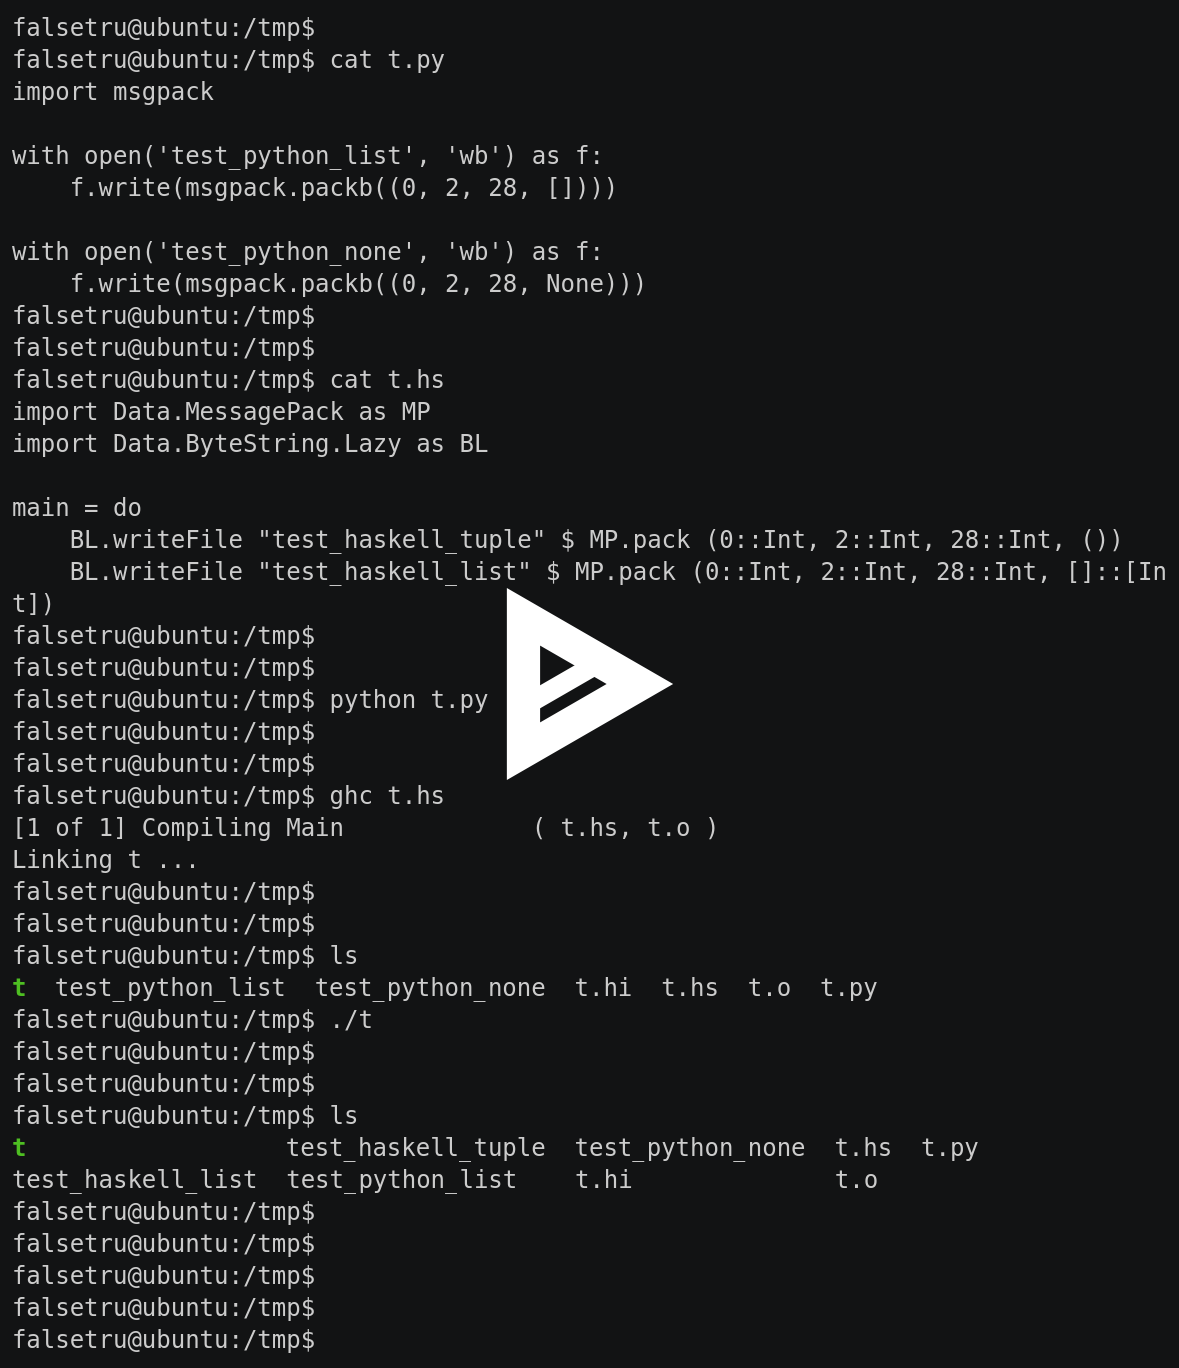 falsetru@ubuntu:/tmp$
falsetru@ubuntu:/tmp$ cat t.py
import msgpack

with open('test_python_list', 'wb') as f:
    f.write(msgpack.packb((0, 2, 28, [])))

with open('test_python_none', 'wb') as f:
    f.write(msgpack.packb((0, 2, 28, None)))
falsetru@ubuntu:/tmp$
falsetru@ubuntu:/tmp$
falsetru@ubuntu:/tmp$ cat t.hs
import Data.MessagePack as MP
import Data.ByteString.Lazy as BL

main = do
    BL.writeFile "test_haskell_tuple" $ MP.pack (0::Int, 2::Int, 28::Int, ())
    BL.writeFile "test_haskell_list" $ MP.pack (0::Int, 2::Int, 28::Int, []::[In
t])
falsetru@ubuntu:/tmp$
falsetru@ubuntu:/tmp$
falsetru@ubuntu:/tmp$ python t.py
falsetru@ubuntu:/tmp$
falsetru@ubuntu:/tmp$
falsetru@ubuntu:/tmp$ ghc t.hs
[1 of 1] Compiling Main             ( t.hs, t.o )
Linking t ...
falsetru@ubuntu:/tmp$
falsetru@ubuntu:/tmp$
falsetru@ubuntu:/tmp$ ls
t  test_python_list  test_python_none  t.hi  t.hs  t.o  t.py
falsetru@ubuntu:/tmp$ ./t
falsetru@ubuntu:/tmp$
falsetru@ubuntu:/tmp$
falsetru@ubuntu:/tmp$ ls
t                  test_haskell_tuple  test_python_none  t.hs  t.py
test_haskell_list  test_python_list    t.hi              t.o
falsetru@ubuntu:/tmp$
falsetru@ubuntu:/tmp$
falsetru@ubuntu:/tmp$
falsetru@ubuntu:/tmp$
falsetru@ubuntu:/tmp$